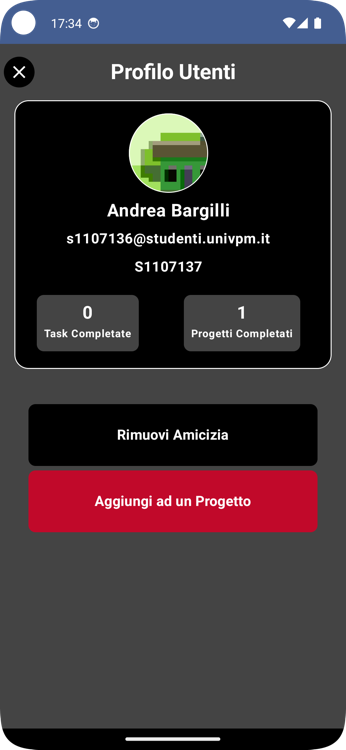 17:34
Profilo Utenti
Andrea Bargilli
s1107136@studenti.univpm.it
S1107137
0
Task Completate
1
Progetti Completati
Rimuovi Amicizia
Aggiungi ad un Progetto